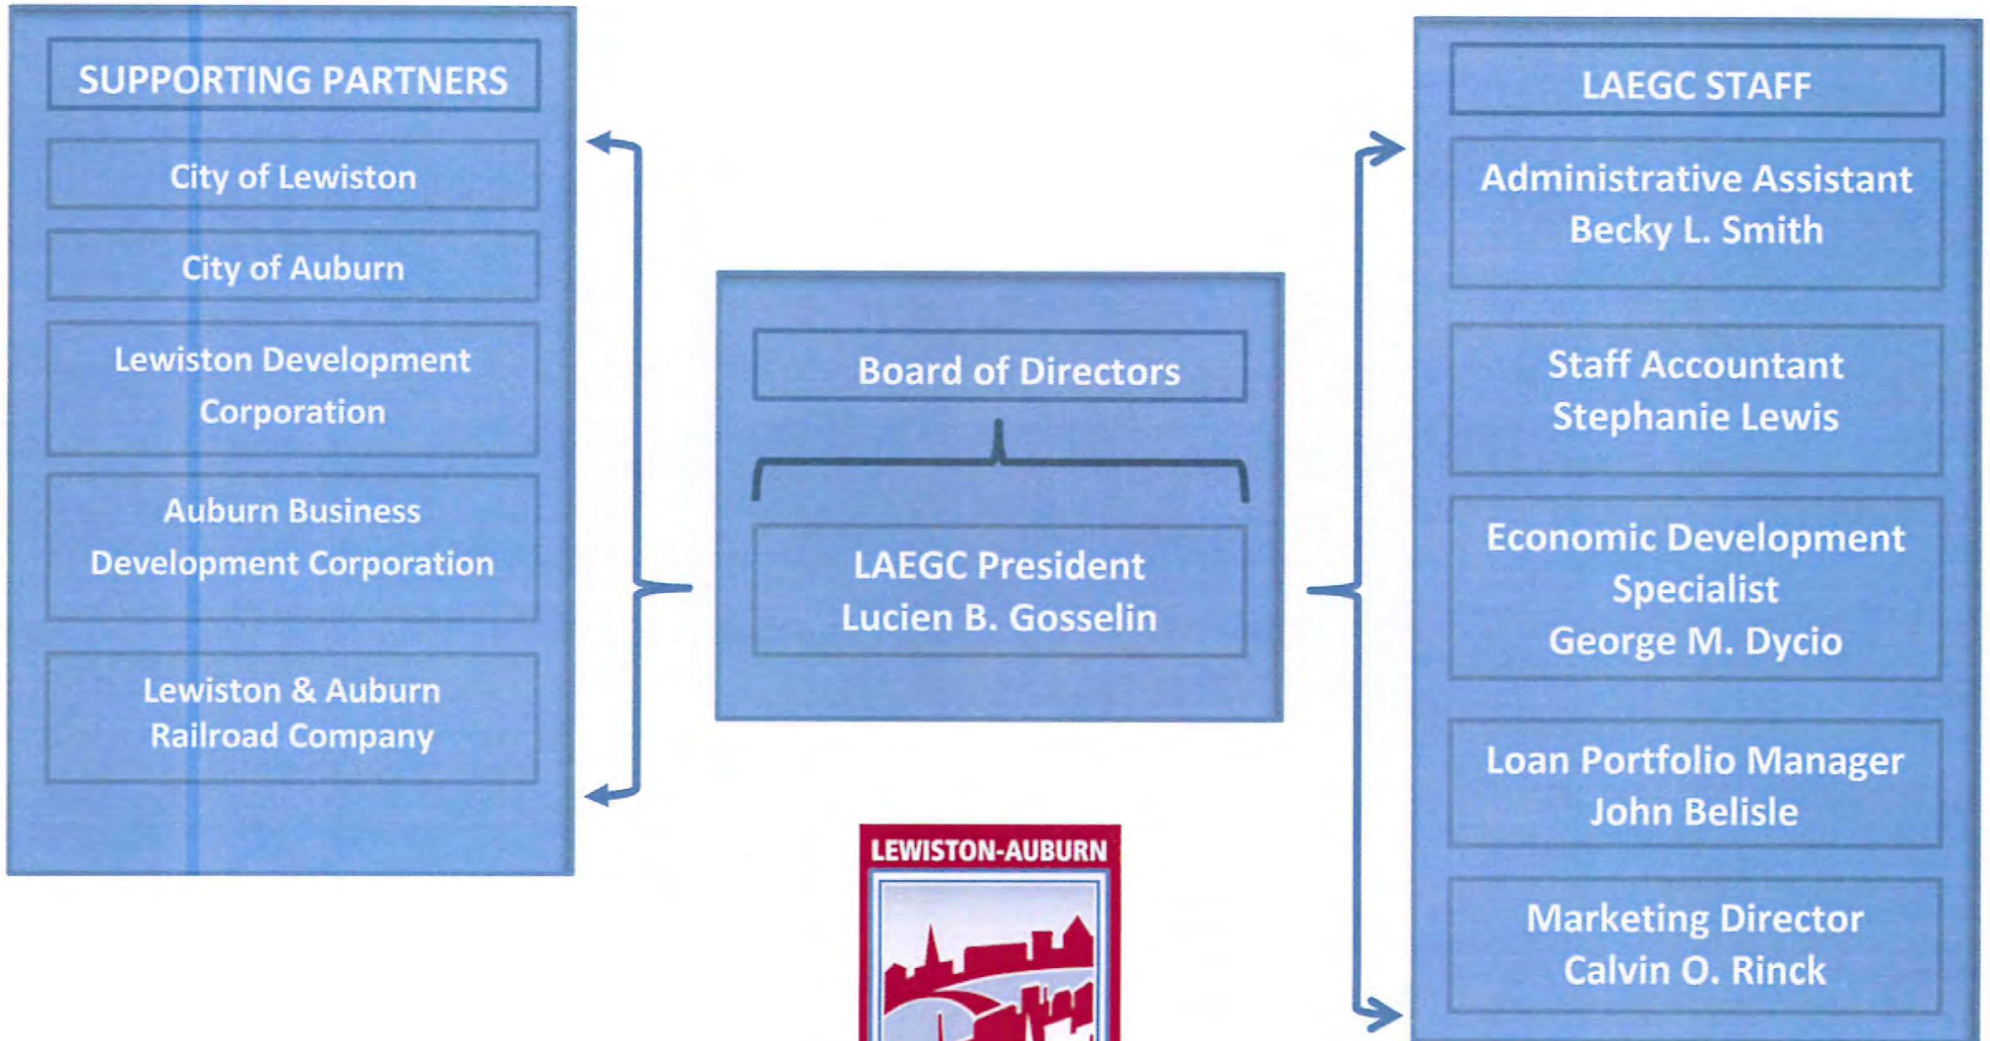 SUPPORTING PARTNERS
City of Lewiston
City of Auburn
Lewiston Development
Corporation
Auburn Business
Development Corporation
Lewiston & Auburn
Railroad Company
Board of Directors
LAEGC President
Lucien B. Gosselin
LEWISTON-AUBURN
LAEGC STAFF
Administrative Assistant
Becky L. Smith
Staff Accountant
Stephanie Lewis
Economic Development
Specialist
George M. Dycio
Loan Portfolio Manager
John Belisle
Marketing Director
Calvin O. Rinck